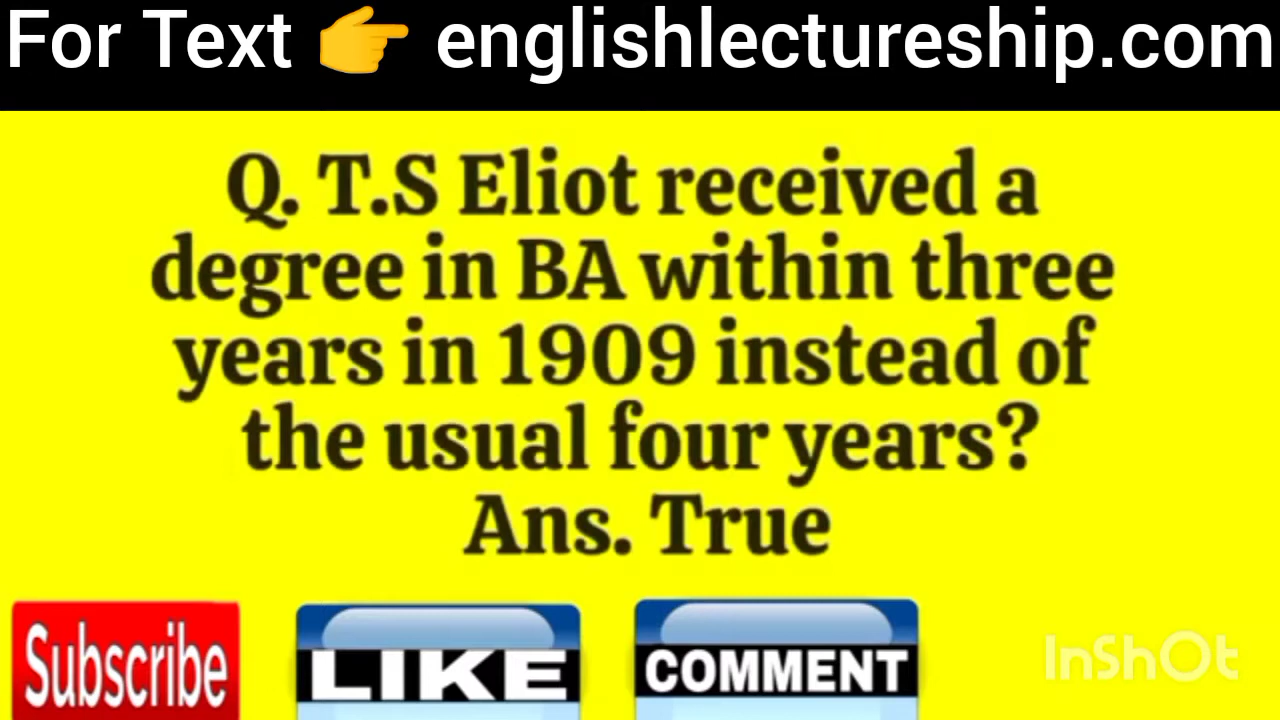 For Text 👉 englishlectureship.com
Q. T.S Eliot received a
degree in BA within three
years in 1909 instead of
the usual four years?
Ans. True
Subscribe
LIKE
COMMENT
InShOt